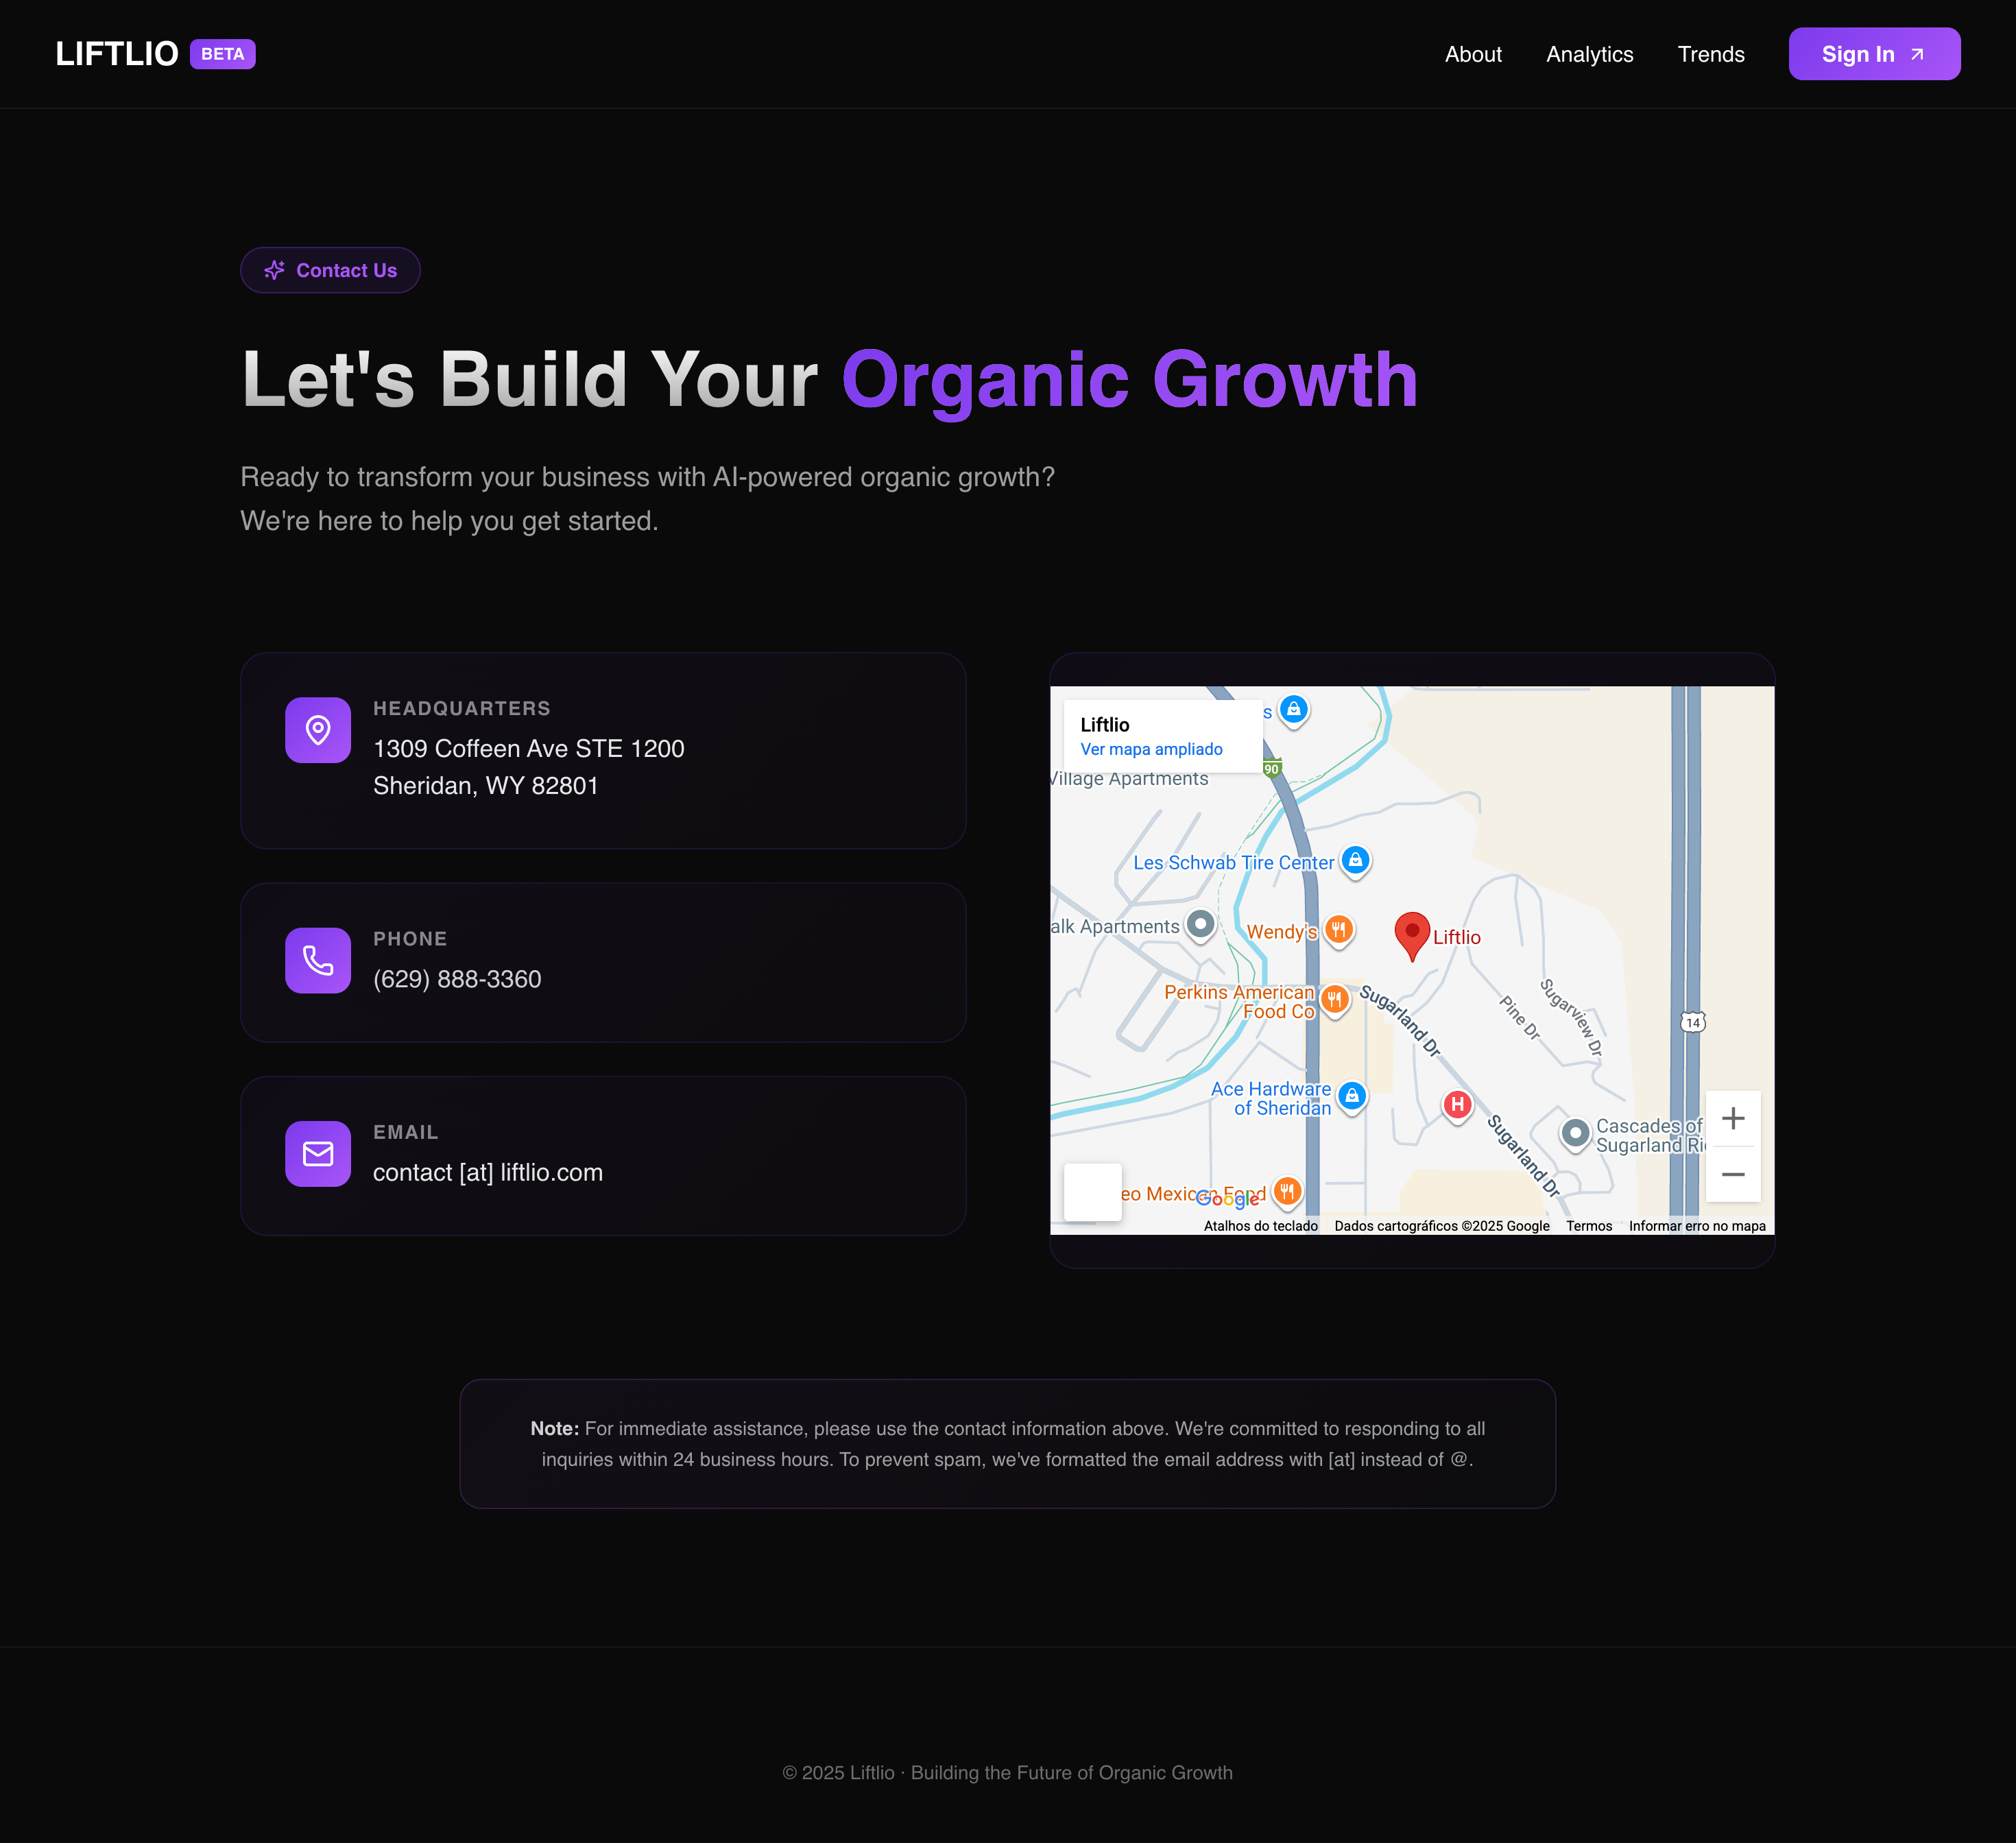 LIFTLIO BETA
About Analytics Trends Sign In
Contact Us
Let's Build Your Organic Growth
Ready to transform your business with AI-powered organic growth?
We're here to help you get started.
HEADQUARTERS
1309 Coffeen Ave STE 1200
Sheridan, WY 82801
PHONE
(629) 888-3360
EMAIL
contact [at] liftlio.com
Liftlio
Ver mapa ampliado
s
90
Village Apartments
Les Schwab Tire Center
alk Apartments
Wendy's
Liftlio
Perkins American
Food Co
Sugarland Dr
Pine Dr
Sugarview Dr
14
Ace Hardware
of Sheridan
H
Sugarland Dr
Cascades of
Sugarland Ri
eo Mexican Food
Google
Atalhos do teclado Dados cartográficos ©2025 Google Termos Informar erro no mapa
Note: For immediate assistance, please use the contact information above. We're committed to responding to all
inquiries within 24 business hours. To prevent spam, we've formatted the email address with [at] instead of @.
© 2025 Liftlio · Building the Future of Organic Growth